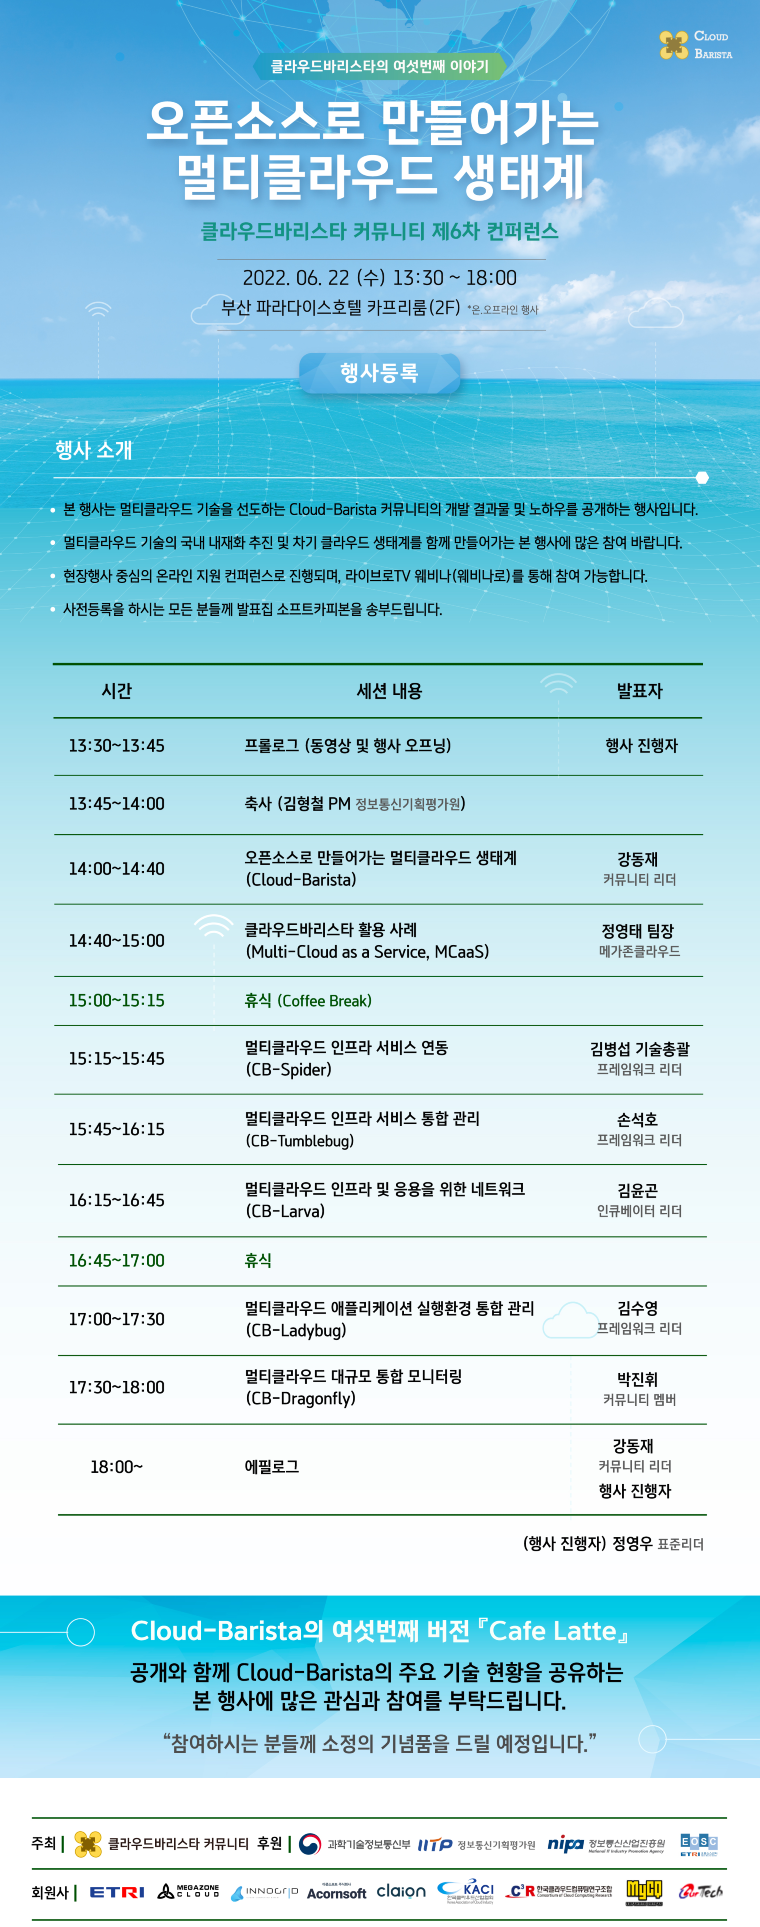 CLOUD
BARISTA
클라우드바리스타의 여섯번째 이야기
오픈소스로 만들어가는
멀티클라우드 생태계
클라우드바리스타 커뮤니티 제6차 컨퍼런스
2022. 06. 22 (수) 13:30 ~ 18:00
부산 파라다이스호텔 카프리룸(2F) *온.오프라인 행사
행사등록
행사 소개
본 행사는 멀티클라우드 기술을 선도하는 Cloud-Barista 커뮤니티의 개발 결과물 및 노하우를 공개하는 행사입니다.
멀티클라우드 기술의 국내 내재화 추진 및 차기 클라우드 생태계를 함께 만들어가는 본 행사에 많은 참여 바랍니다.
현장행사 중심의 온라인 지원 컨퍼런스로 진행되며, 라이브로TV 웨비나(웨비나로)를 통해 참여 가능합니다.
사전등록을 하시는 모든 분들께 발표집 소프트카피본을 송부드립니다.
시간 세션 내용 발표자
13:30~13:45 프롤로그 (동영상 및 행사 오프닝) 행사 진행자
13:45~14:00 축사 (김형철 PM 정보통신기획평가원)
14:00~14:40 오픈소스로 만들어가는 멀티클라우드 생태계 강동재
(Cloud-Barista) 커뮤니티 리더
14:40~15:00 클라우드바리스타 활용 사례 정영태 팀장
(Multi-Cloud as a Service, MCaaS) 메가존클라우드
15:00~15:15 휴식 (Coffee Break)
15:15~15:45 멀티클라우드 인프라 서비스 연동 김병섭 기술총괄
(CB-Spider) 프레임워크 리더
15:45~16:15 멀티클라우드 인프라 서비스 통합 관리 손석호
(CB-Tumblebug) 프레임워크 리더
16:15~16:45 멀티클라우드 인프라 및 응용을 위한 네트워크 김윤곤
(CB-Larva) 인큐베이터 리더
16:45~17:00 휴식
17:00~17:30 멀티클라우드 애플리케이션 실행환경 통합 관리 김수영
(CB-Ladybug) 프레임워크 리더
17:30~18:00 멀티클라우드 대규모 통합 모니터링 박진휘
(CB-Dragonfly) 커뮤니티 멤버
18:00~ 에필로그 강동재
커뮤니티 리더
행사 진행자
(행사 진행자) 정영우 표준리더
Cloud-Barista의 여섯번째 버전 『Cafe Latte』
공개와 함께 Cloud-Barista의 주요 기술 현황을 공유하는
본 행사에 많은 관심과 참여를 부탁드립니다.
“참여하시는 분들께 소정의 기념품을 드릴 예정입니다.”
주최 | 클라우드바리스타 커뮤니티 후원 | 과학기술정보통신부 IITP 정보통신기획평가원 nipa 정보통신산업진흥원 EOSC
National IT Industry Promotion Agency ETRI
회원사 | ETRI MEGAZONE CLOUD INNOGRID Acornsoft claion KACI C3R 한국클라우드컴퓨팅연구조합 MyCQ GurTech
Consortium of Cloud Computing Research